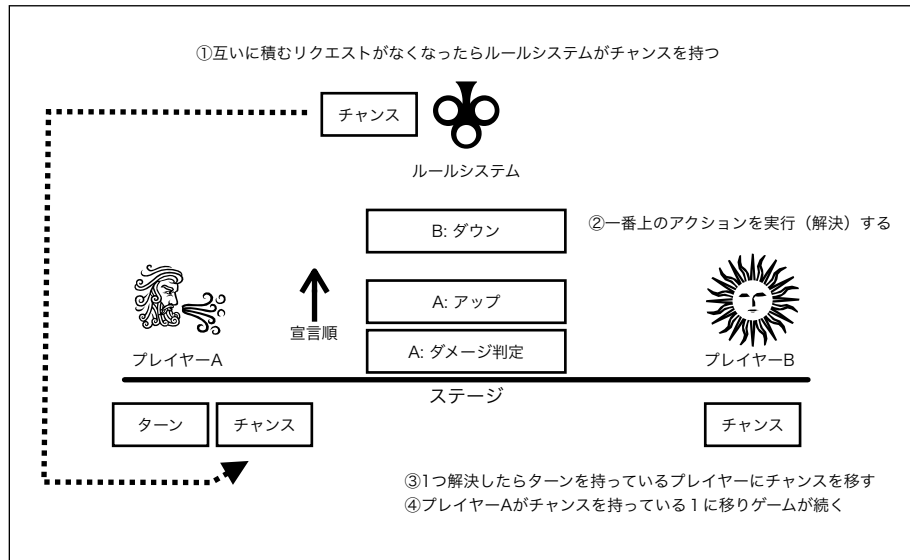 ①互いに積むリクエストがなくなったらルールシステムがチャンスを持つ
チャンス
ルールシステム
B: ダウン
②一番上のアクションを実行（解決）する
A: アップ
宣言順
プレイヤーA
A: ダメージ判定
プレイヤーB
ステージ
ターン
チャンス
チャンス
③1つ解決したらターンを持っているプレイヤーにチャンスを移す
④プレイヤーAがチャンスを持っている１に移りゲームが続く